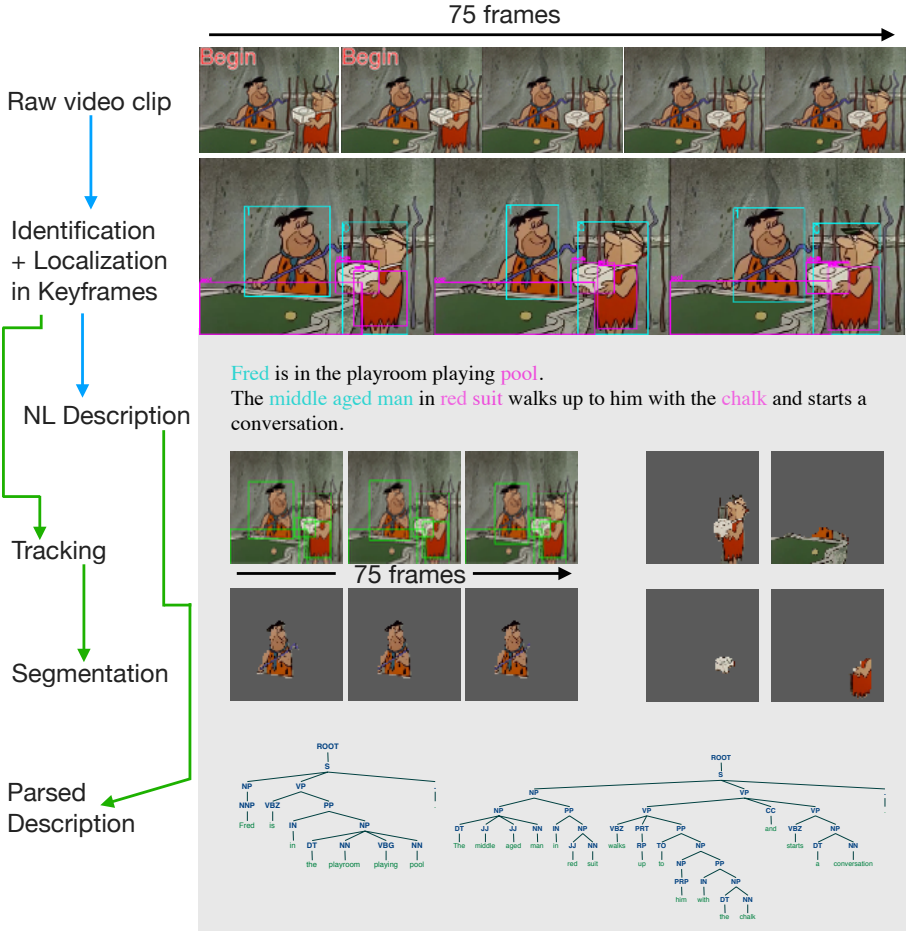 75 frames
Begin
Begin
Raw video clip
Identification
+ Localization
in Keyframes
Fred is in the playroom playing pool.
The middle aged man in red suit walks up to him with the chalk and starts a
conversation.
NL Description
Tracking
75 frames
Segmentation
Parsed
Description
ROOT
S
NP VP
NNP VBZ PP
Fred is IN NP
in DT NN VBG NN
the playroom playing pool
ROOT
S
NP VP
NP PP VP CC VP
DT JJ JJ NN IN NP VBZ PRT PP and VBZ NP
The middle aged man in JJ NN walks RP TO NP starts DT NN
red suit up to NP PP a conversation
PRP IN NP
him with DT NN
the chalk